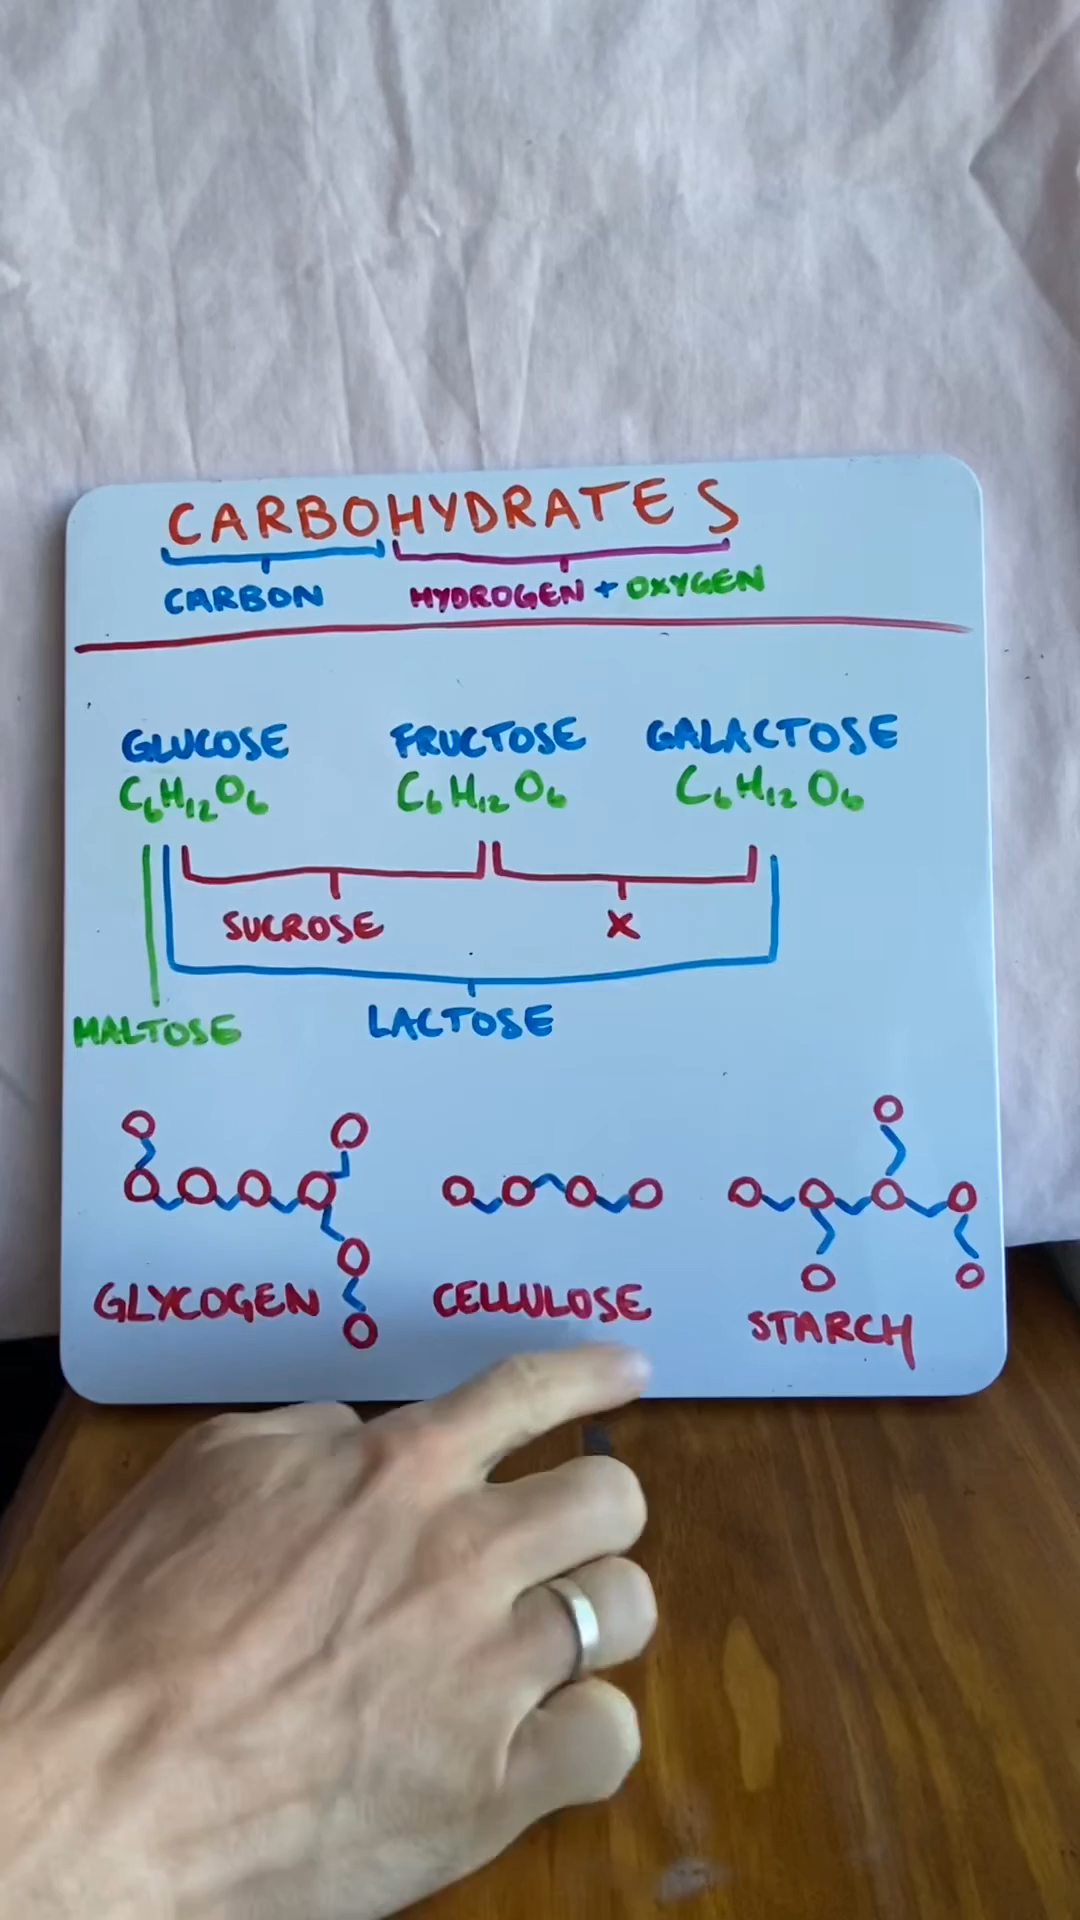 CARBOHYDRATES
CARBON HYDROGEN + OXYGEN
GLUCOSE FRUCTOSE GALACTOSE
C₆H₁₂O₆ C₆H₁₂O₆ C₆H₁₂O₆
SUCROSE X
MALTOSE LACTOSE
GLYCOGEN CELLULOSE STARCH